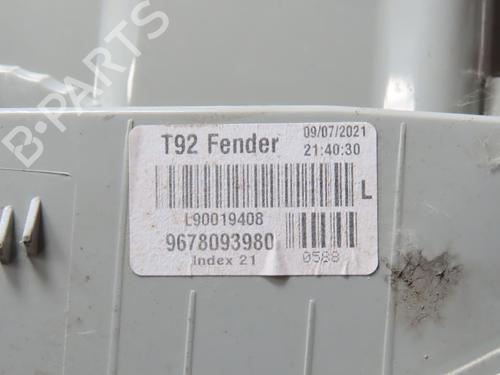 B-PARTS
T92 Fender
09/07/2021
21:40:30
L
L90019408
9678093980
Index 21
0588